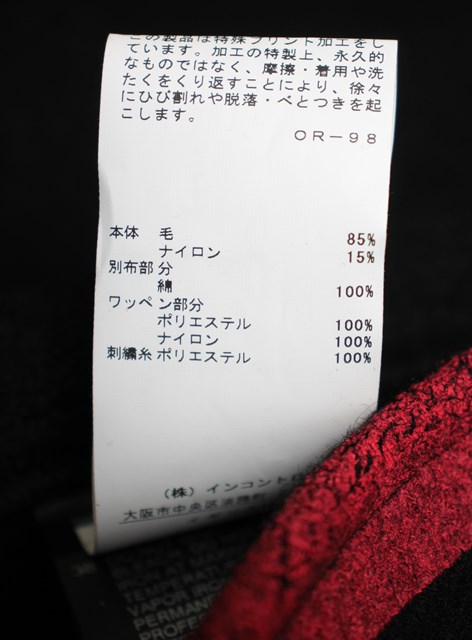 この製品は特殊プリント加工をし
ています。加工の特製上、永久的
なものではなく、摩擦・着用や洗
たくをくり返すことにより、徐々
にひび割れや脱落・べとつきを起
こします。
OR-98
本体 毛 85%
ナイロン 15%
別布部分
綿 100%
ワッペン部分
ポリエステル 100%
ナイロン 100%
刺繍糸 ポリエステル 100%
(株)インコント
大阪市中央区
TEMPERAT
VAPOR
PERMAN
PROFES